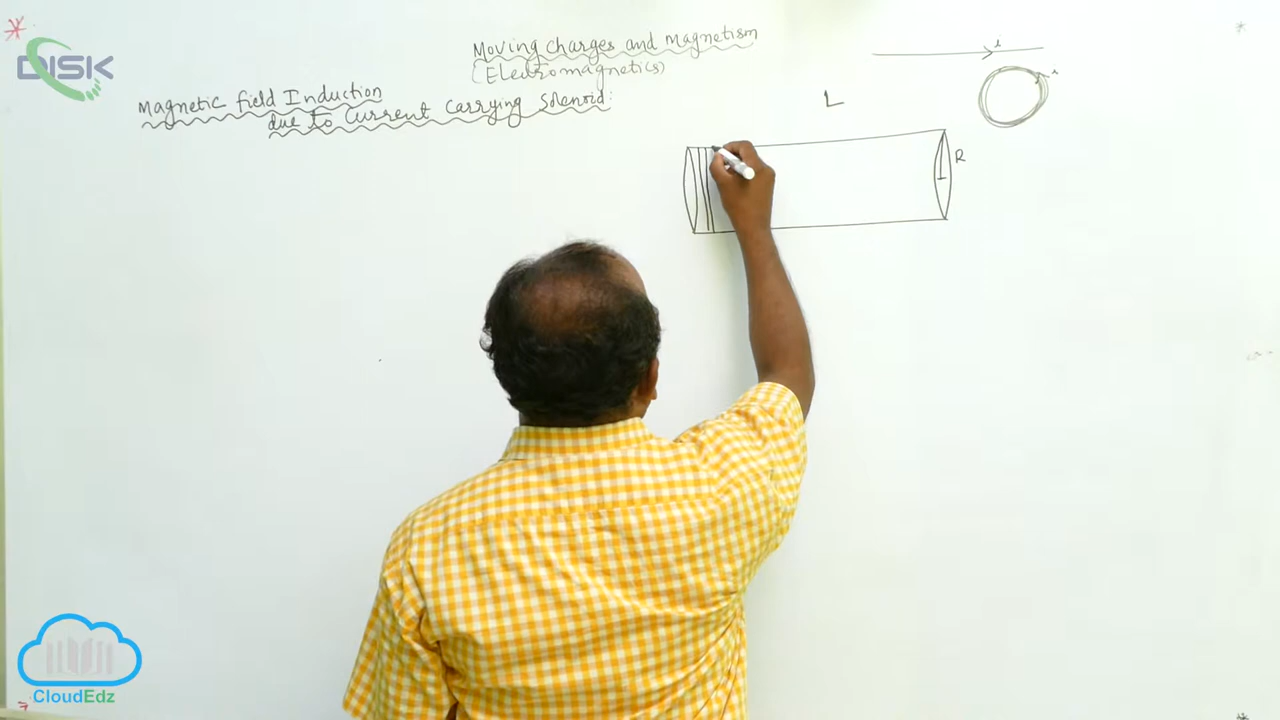 DISK
Moving charges and magnetism
(Electromagnetics)
Magnetic field Induction
due to current carrying solenoid:
i
i
L
R
CloudEdz